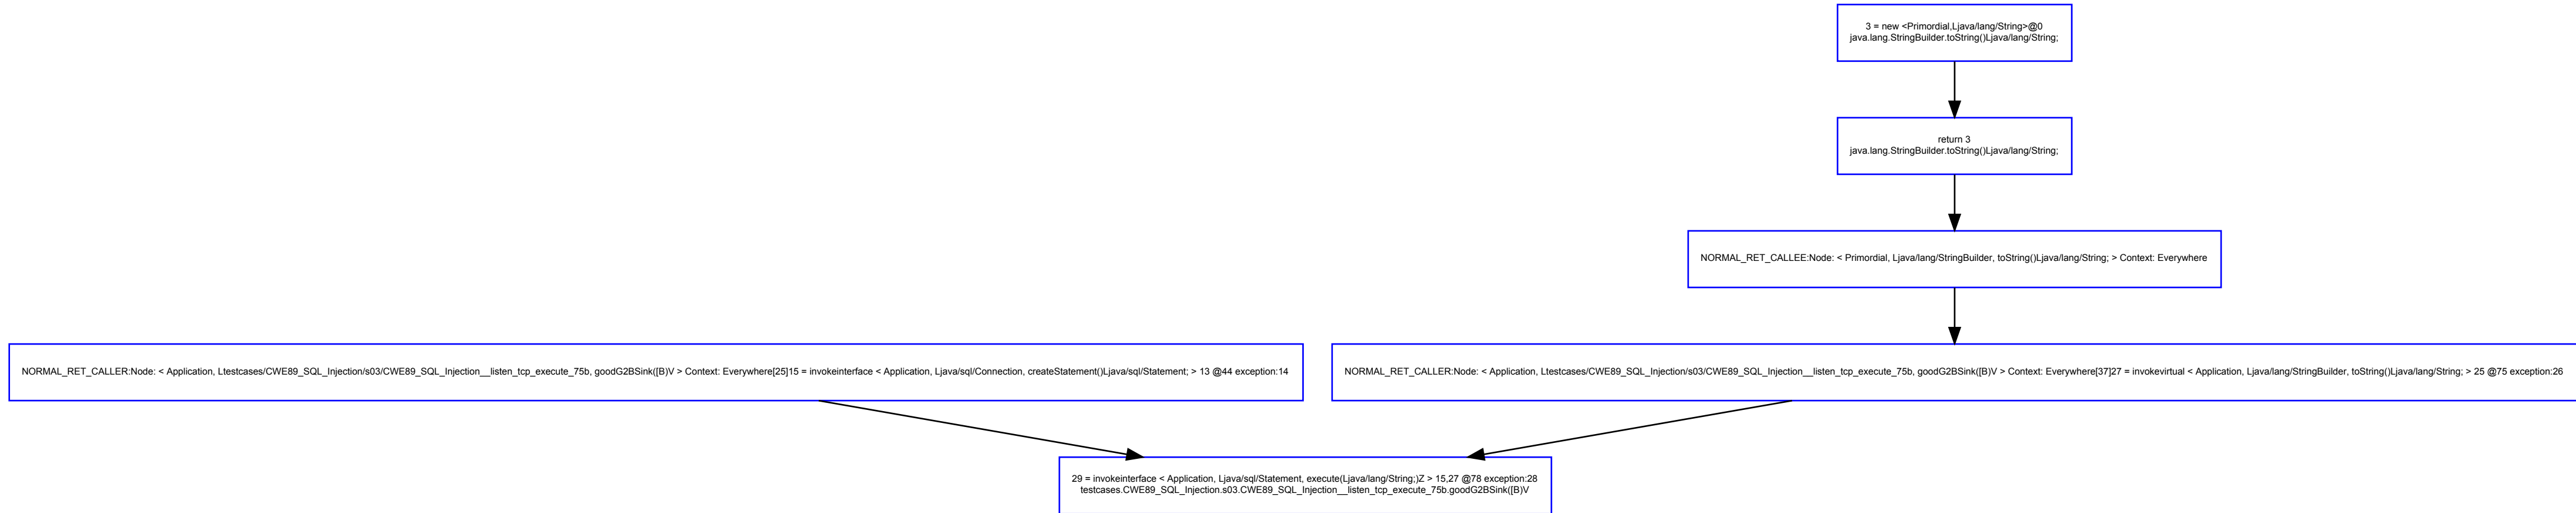 3 = new <Primordial,Ljava/lang/String>@0
java.lang.StringBuilder.toString()Ljava/lang/String;
return 3
java.lang.StringBuilder.toString()Ljava/lang/String;
NORMAL_RET_CALLEE:Node: < Primordial, Ljava/lang/StringBuilder, toString()Ljava/lang/String; > Context: Everywhere
NORMAL_RET_CALLER:Node: < Application, Ltestcases/CWE89_SQL_Injection/s03/CWE89_SQL_Injection__listen_tcp_execute_75b, goodG2BSink([B)V > Context: Everywhere[25]15 = invokeinterface < Application, Ljava/sql/Connection, createStatement()Ljava/sql/Statement; > 13 @44 exception:14
NORMAL_RET_CALLER:Node: < Application, Ltestcases/CWE89_SQL_Injection/s03/CWE89_SQL_Injection__listen_tcp_execute_75b, goodG2BSink([B)V > Context: Everywhere[37]27 = invokevirtual < Application, Ljava/lang/StringBuilder, toString()Ljava/lang/String; > 25 @75 exception:26
29 = invokeinterface < Application, Ljava/sql/Statement, execute(Ljava/lang/String;)Z > 15,27 @78 exception:28
testcases.CWE89_SQL_Injection.s03.CWE89_SQL_Injection__listen_tcp_execute_75b.goodG2BSink([B)V